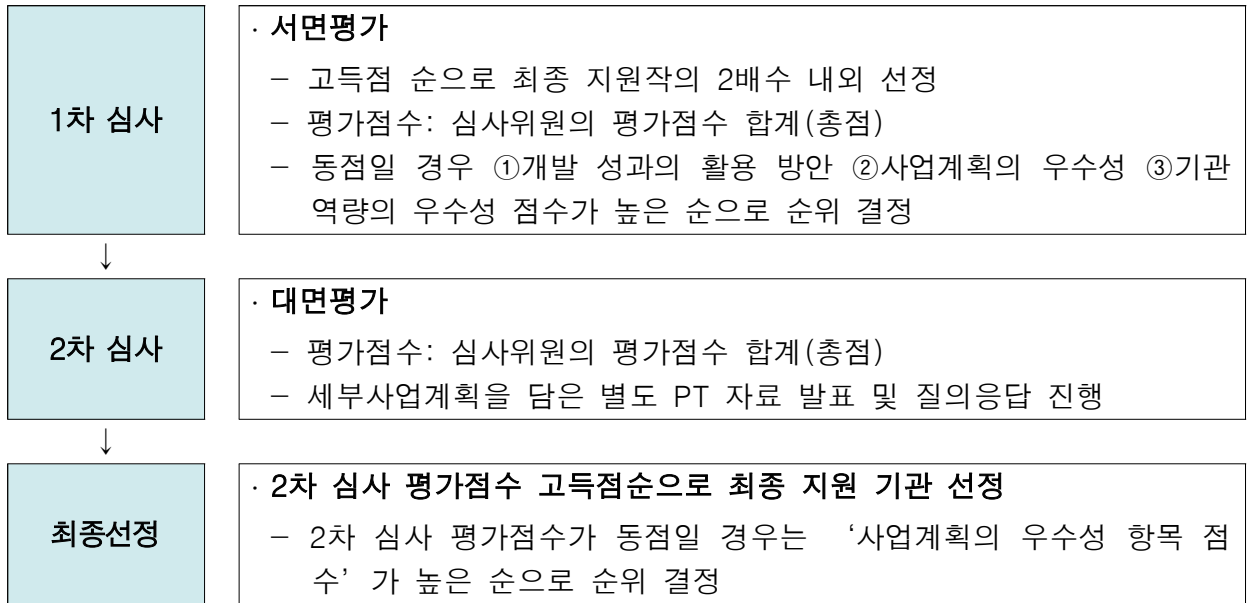 1차 심사
· 서면평가
– 고득점 순으로 최종 지원작의 2배수 내외 선정
– 평가점수: 심사위원의 평가점수 합계(총점)
– 동점일 경우 ①개발 성과의 활용 방안 ②사업계획의 우수성 ③기관
역량의 우수성 점수가 높은 순으로 순위 결정
↓
2차 심사
· 대면평가
– 평가점수: 심사위원의 평가점수 합계(총점)
– 세부사업계획을 담은 별도 PT 자료 발표 및 질의응답 진행
↓
최종선정
· 2차 심사 평가점수 고득점순으로 최종 지원 기관 선정
– 2차 심사 평가점수가 동점일 경우는 ‘사업계획의 우수성 항목 점
수’가 높은 순으로 순위 결정